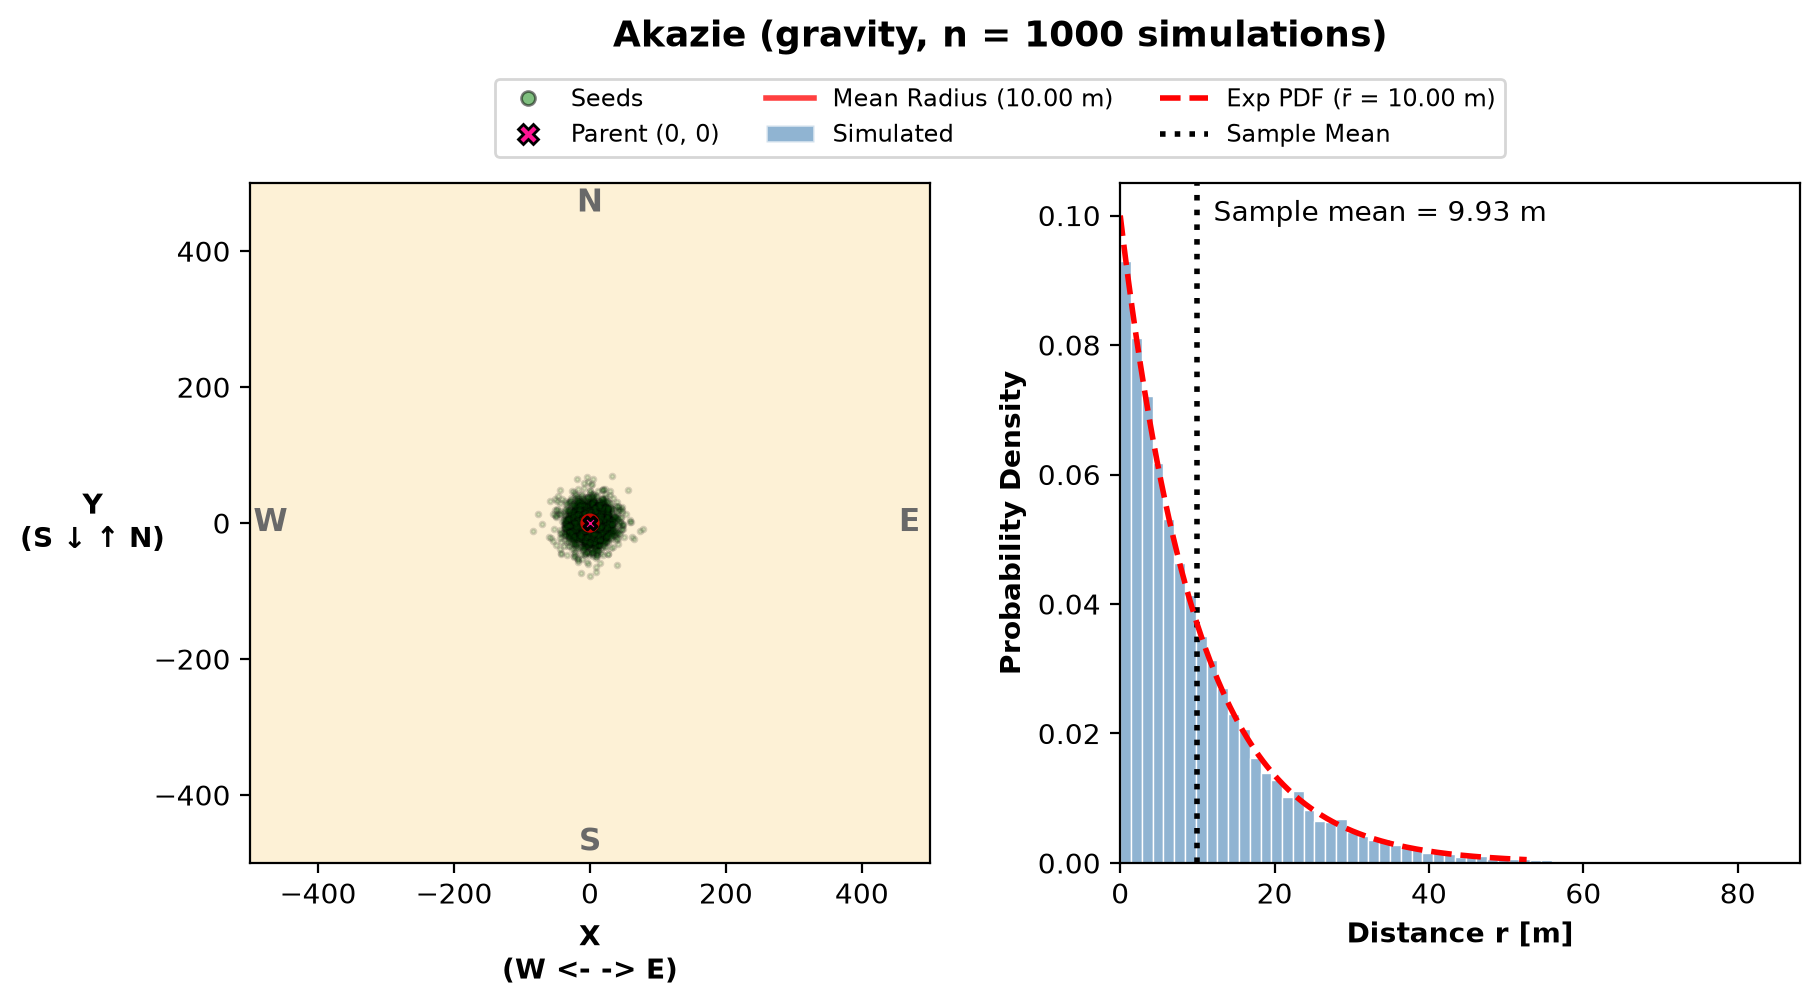 Akazie (gravity, n = 1000 simulations)
Seeds
Parent (0, 0)
Mean Radius (10.00 m)
Simulated
Exp PDF (r̄ = 10.00 m)
Sample Mean
N
W
E
S
400
200
0
−200
−400
−400
−200
0
200
400
Y
(S ↓ ↑ N)
X
(W <- -> E)
Sample mean = 9.93 m
0.10
0.08
0.06
0.04
0.02
0.00
0
20
40
60
80
Probability Density
Distance r [m]